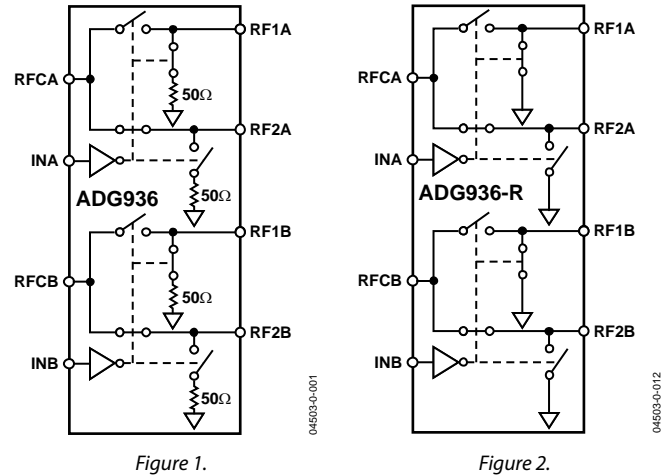 RF1A
RFCA
50Ω
RF2A
INA
50Ω
ADG936
RF1B
RFCB
50Ω
RF2B
INB
50Ω
04503-0-001
Figure 1.
RF1A
RFCA
RF2A
INA
ADG936-R
RF1B
RFCB
RF2B
INB
04503-0-012
Figure 2.